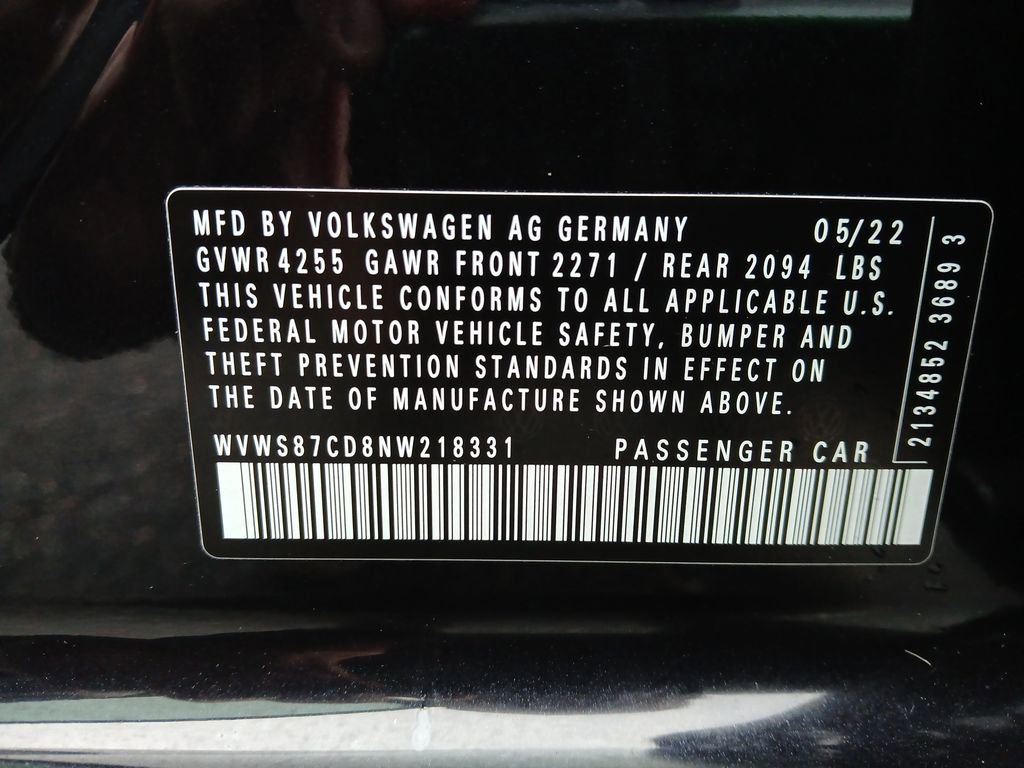 MFD BY VOLKSWAGEN AG GERMANY 05/22
GVWR 4255 GAWR FRONT 2271 / REAR 2094 LBS
THIS VEHICLE CONFORMS TO ALL APPLICABLE U.S.
FEDERAL MOTOR VEHICLE SAFETY, BUMPER AND
THEFT PREVENTION STANDARDS IN EFFECT ON
THE DATE OF MANUFACTURE SHOWN ABOVE.
WVWS87CD8NW218331 PASSENGER CAR
2134852 3689 3